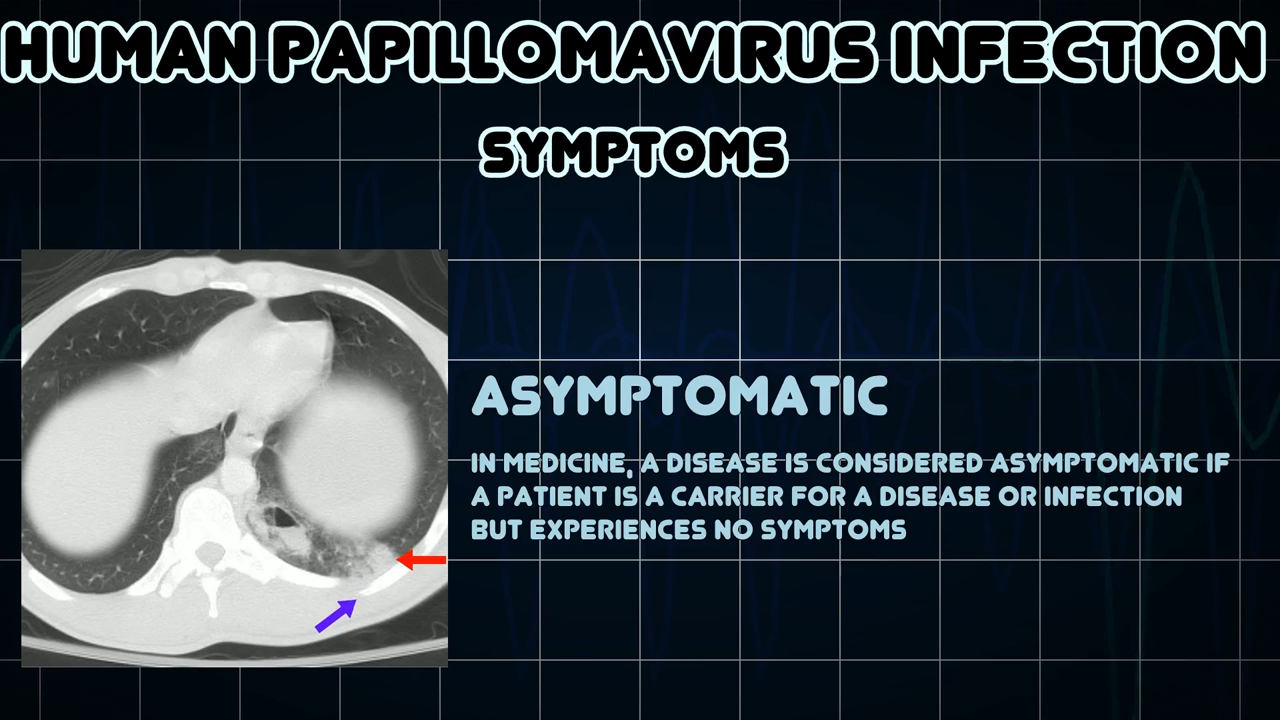 HUMAN PAPILLOMAVIRUS INFECTION
SYMPTOMS
ASYMPTOMATIC
IN MEDICINE, A DISEASE IS CONSIDERED ASYMPTOMATIC IF
A PATIENT IS A CARRIER FOR A DISEASE OR INFECTION
BUT EXPERIENCES NO SYMPTOMS